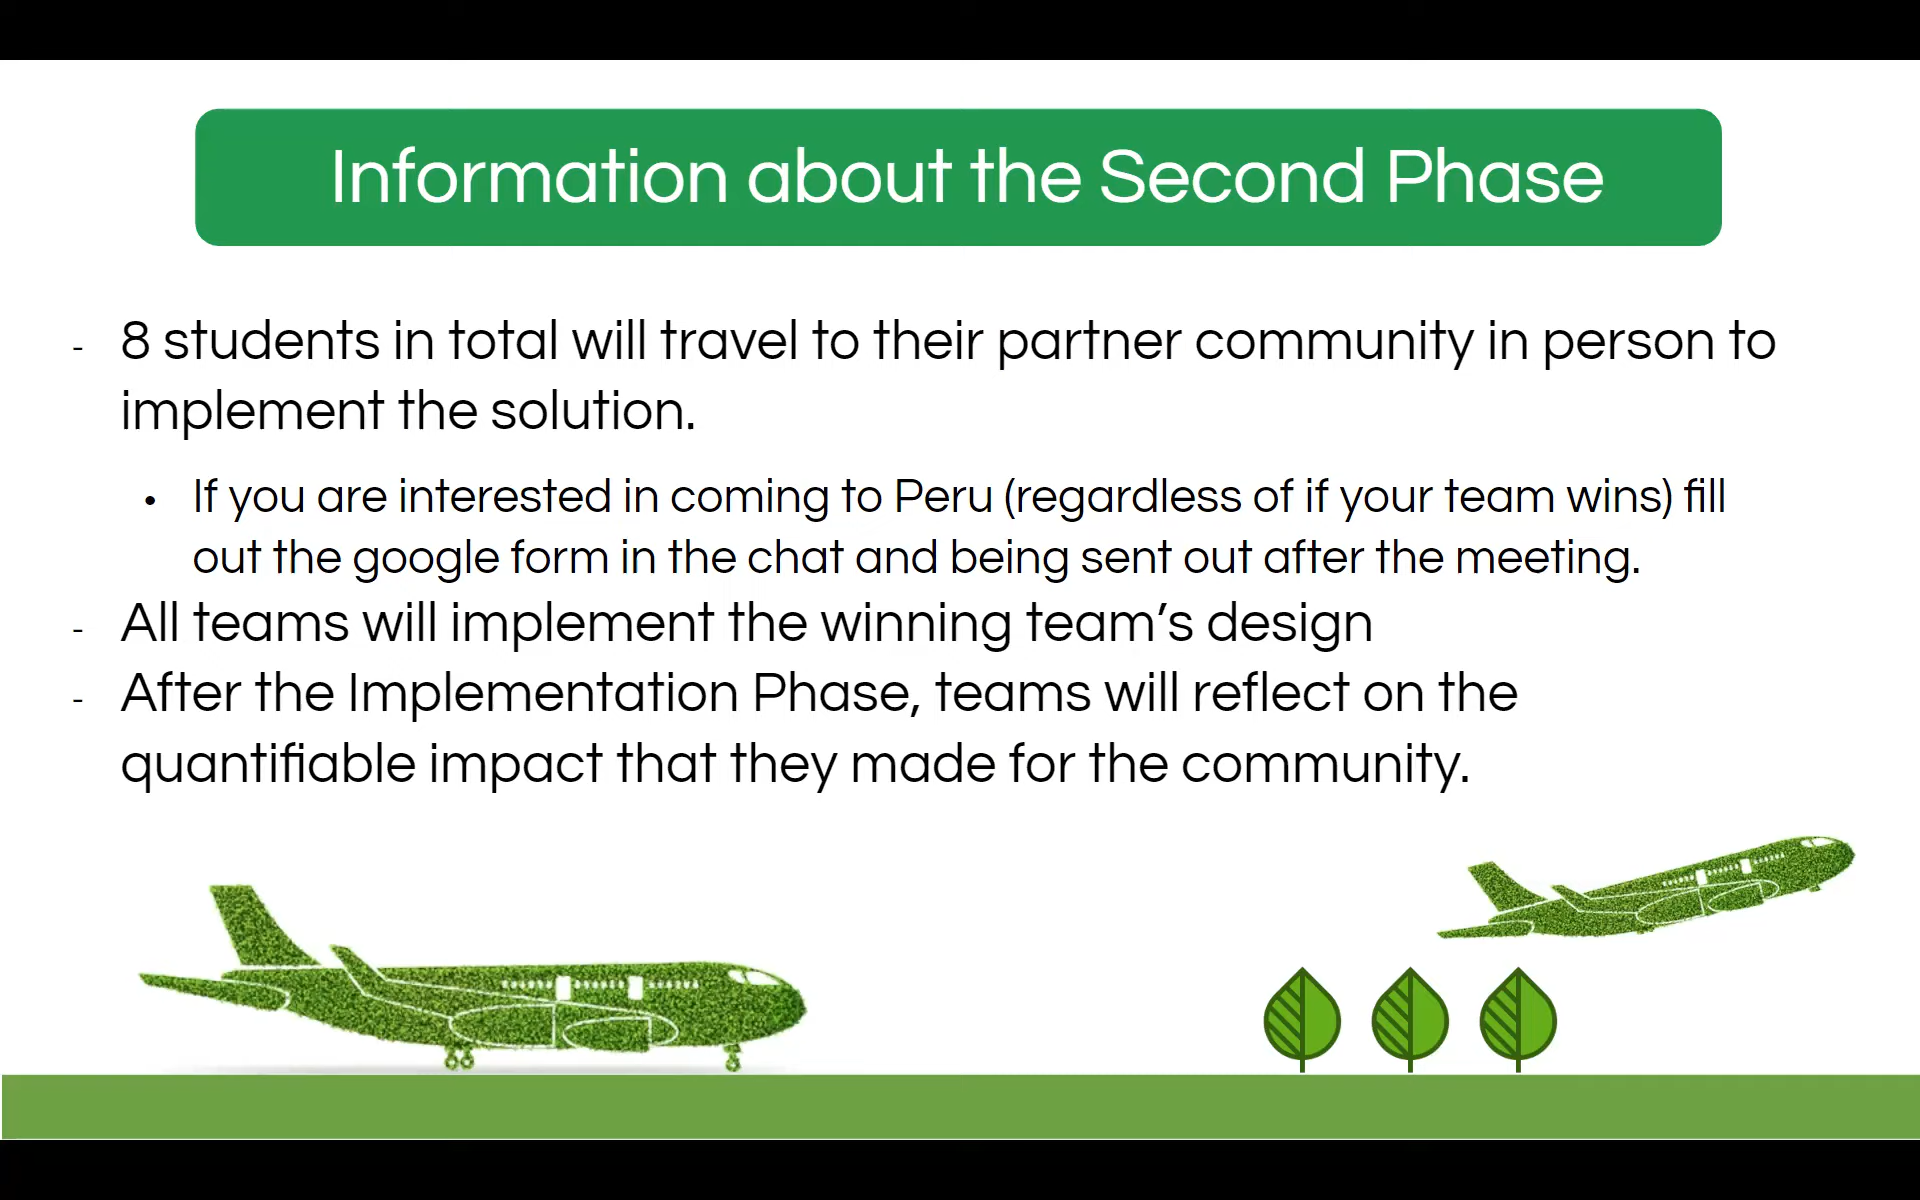 Information about the Second Phase
- 8 students in total will travel to their partner community in person to
implement the solution.
• If you are interested in coming to Peru (regardless of if your team wins) fill
out the google form in the chat and being sent out after the meeting.
- All teams will implement the winning team’s design
- After the Implementation Phase, teams will reflect on the
quantifiable impact that they made for the community.